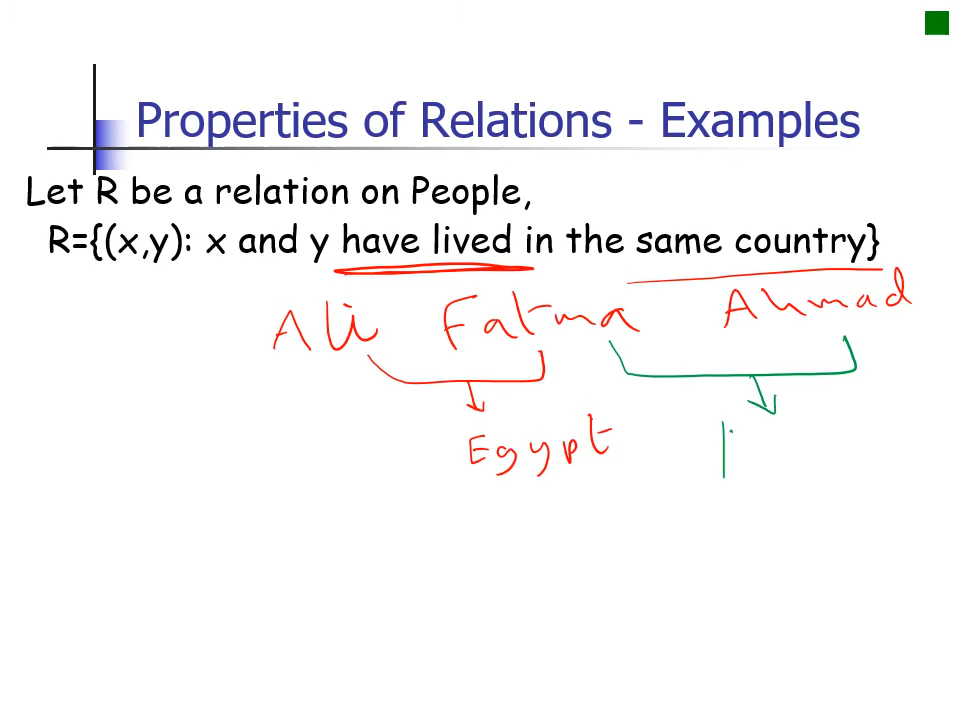 Properties of Relations - Examples
Let R be a relation on People,
R={(x,y): x and y have lived in the same country}
Ali Fatma Ahmad
Egypt